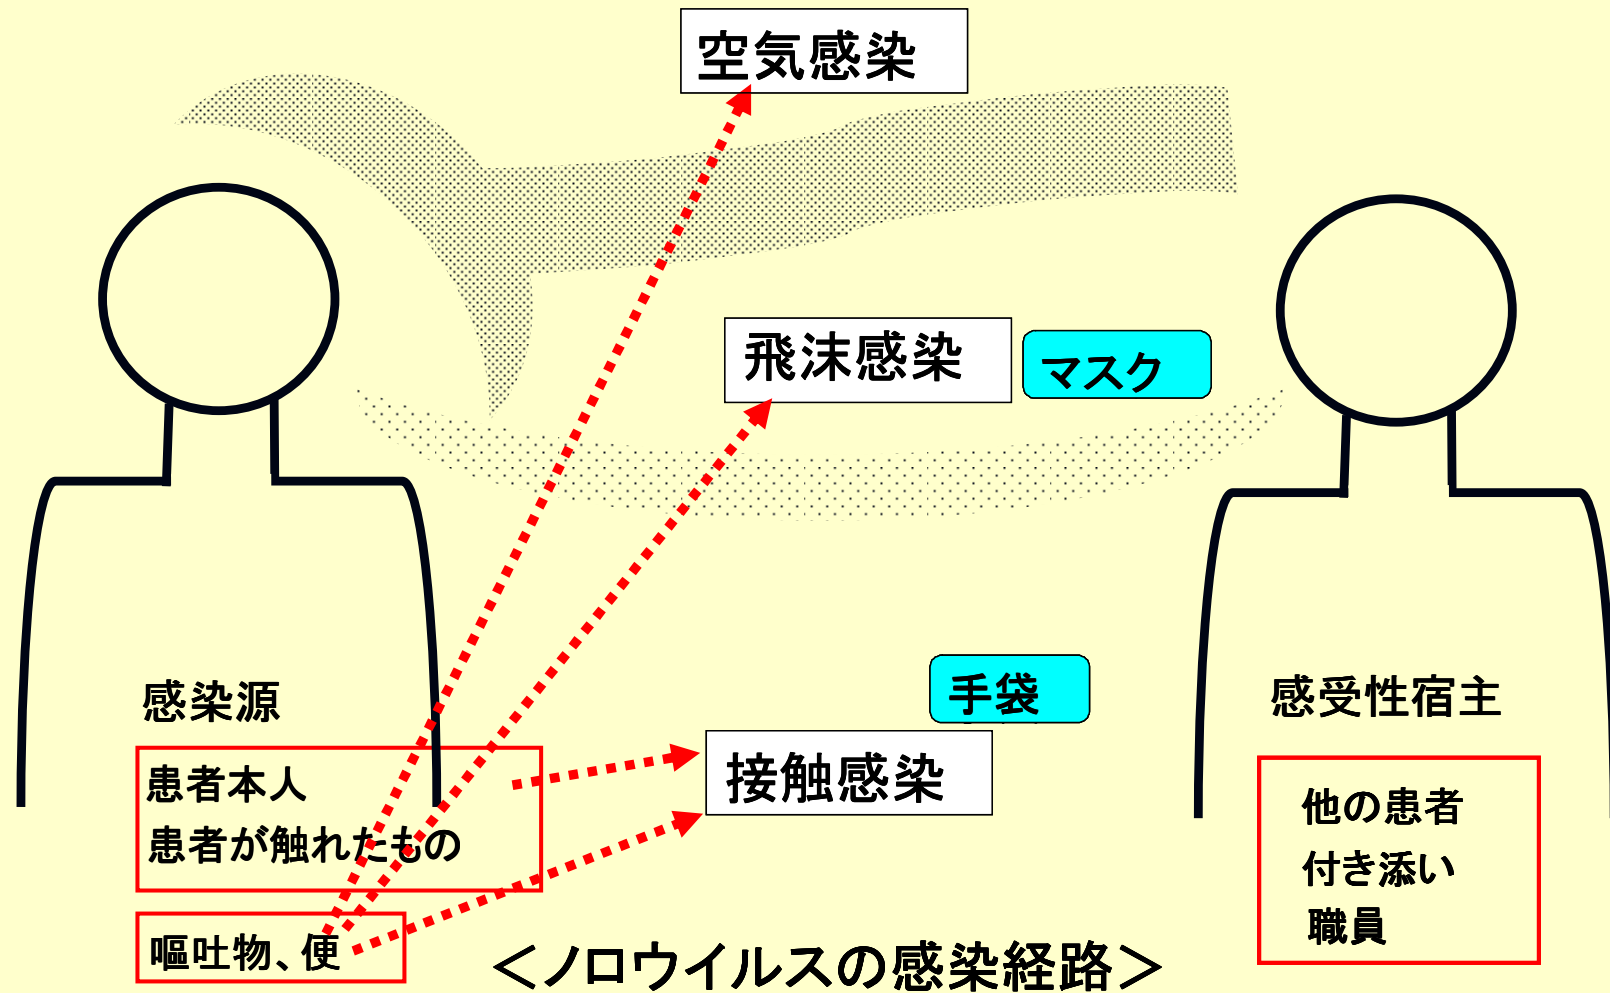 空気感染
飛沫感染
マスク
手袋
接触感染
感染源
患者本人
患者が触れたもの
嘔吐物、便
感受性宿主
他の患者
付き添い
職員
＜ノロウイルスの感染経路＞